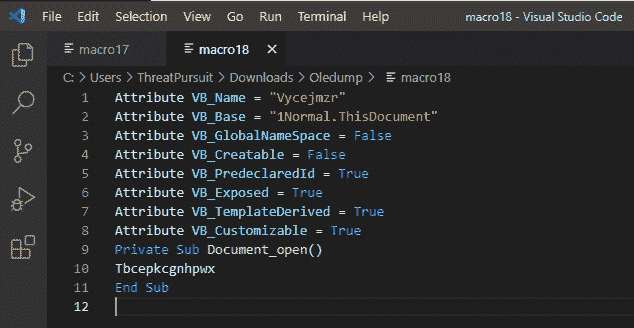 File Edit Selection View Go Run Terminal Help macro18 - Visual Studio Code
macro17 macro18
C: > Users > ThreatPursuit > Downloads > Oledump > macro18
1 Attribute VB_Name = "Vycejmzr"
2 Attribute VB_Base = "1Normal.ThisDocument"
3 Attribute VB_GlobalNameSpace = False
4 Attribute VB_Creatable = False
5 Attribute VB_PredeclaredId = True
6 Attribute VB_Exposed = True
7 Attribute VB_TemplateDerived = True
8 Attribute VB_Customizable = True
9 Private Sub Document_open()
10 Tbcepkcgnhpwx
11 End Sub
12